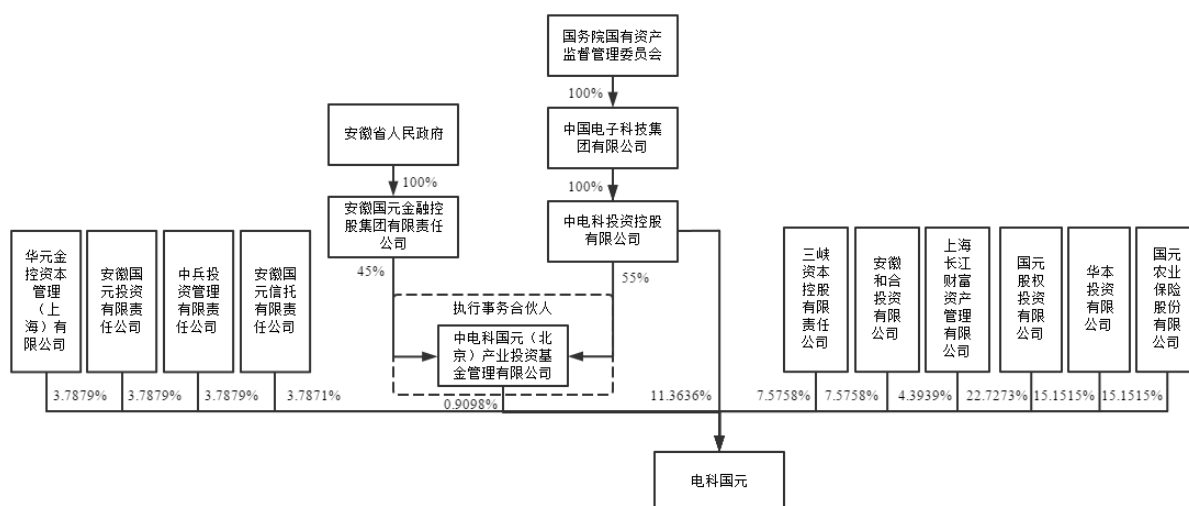 国务院国有资产
监督管理委员会
100%
安徽省人民政府
中国电子科技集
团有限公司
100%
100%
安徽国元金融控
股集团有限责任
公司
中电科投资控股
有限公司
华元金
控资本
管理
（上
海）有
限公司
安徽国
元投资
有限责
任公司
中兵投
资管理
有限责
任公司
安徽国
元信托
有限责
任公司
45%
55%
三峡
资本控
股有限
责任公
司
安徽
和合
投资
有限
公司
上海
长江
财富
资产
管理
有限
公司
国元
股权
投资
有限
公司
华本
投资
有限
公司
国元
农业
保险
股份
有限
公司
执行事务合伙人
中电科国元（北
京）产业投资基
金管理有限公司
3.7879%
3.7879%
3.7879%
3.7871%
0.9098%
11.3636%
7.5758%
7.5758%
4.3939%
22.7273%
15.1515%
15.1515%
电科国元